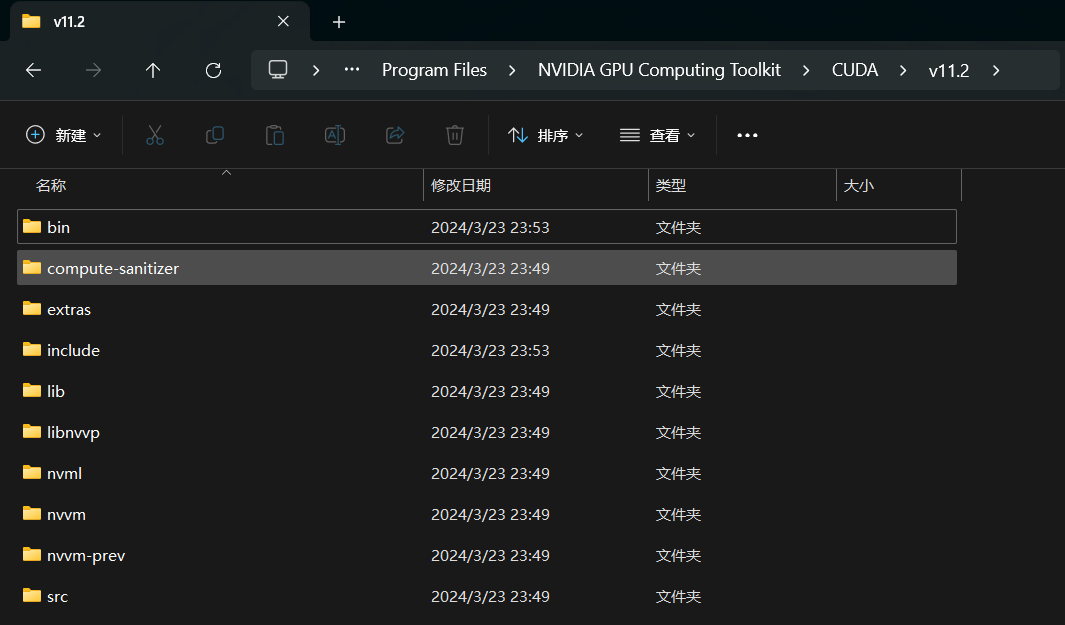 v11.2
... Program Files NVIDIA GPU Computing Toolkit CUDA v11.2
新建 排序 查看 ...
名称 修改日期 类型 大小
bin 2024/3/23 23:53 文件夹
compute-sanitizer 2024/3/23 23:49 文件夹
extras 2024/3/23 23:49 文件夹
include 2024/3/23 23:53 文件夹
lib 2024/3/23 23:49 文件夹
libnvvp 2024/3/23 23:49 文件夹
nvml 2024/3/23 23:49 文件夹
nvvm 2024/3/23 23:49 文件夹
nvvm-prev 2024/3/23 23:49 文件夹
src 2024/3/23 23:49 文件夹